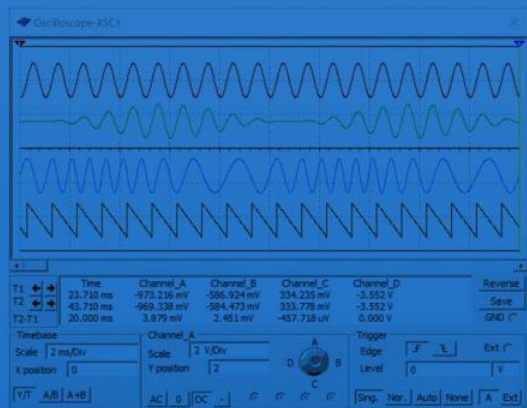 Oscilloscope-XSC1
T1
T2
T2-T1
Time Channel_A Channel_B Channel_C Channel_D
23.710 ms -973.216 mV -586.924 mV 334.235 mV -3.552 V
43.710 ms -969.338 mV -584.473 mV 333.778 mV -3.552 V
20.000 ms 3.879 mV 2.451 mV -457.718 uV 0.000 V
Reverse
Save
GND
Timebase
Scale 2 ms/Div
X position 0
Y/T A/B A+B
Channel_A
Scale 2 V/Div
Y position 2
AC 0 DC -
A
D B
C
Trigger
Edge Ext
Level 0 V
Sing. Nor. Auto None A Ext